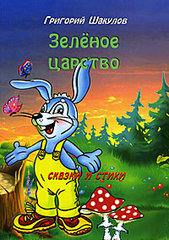 Григорий Шакулов
Зелёное
царство
сказки и стихи